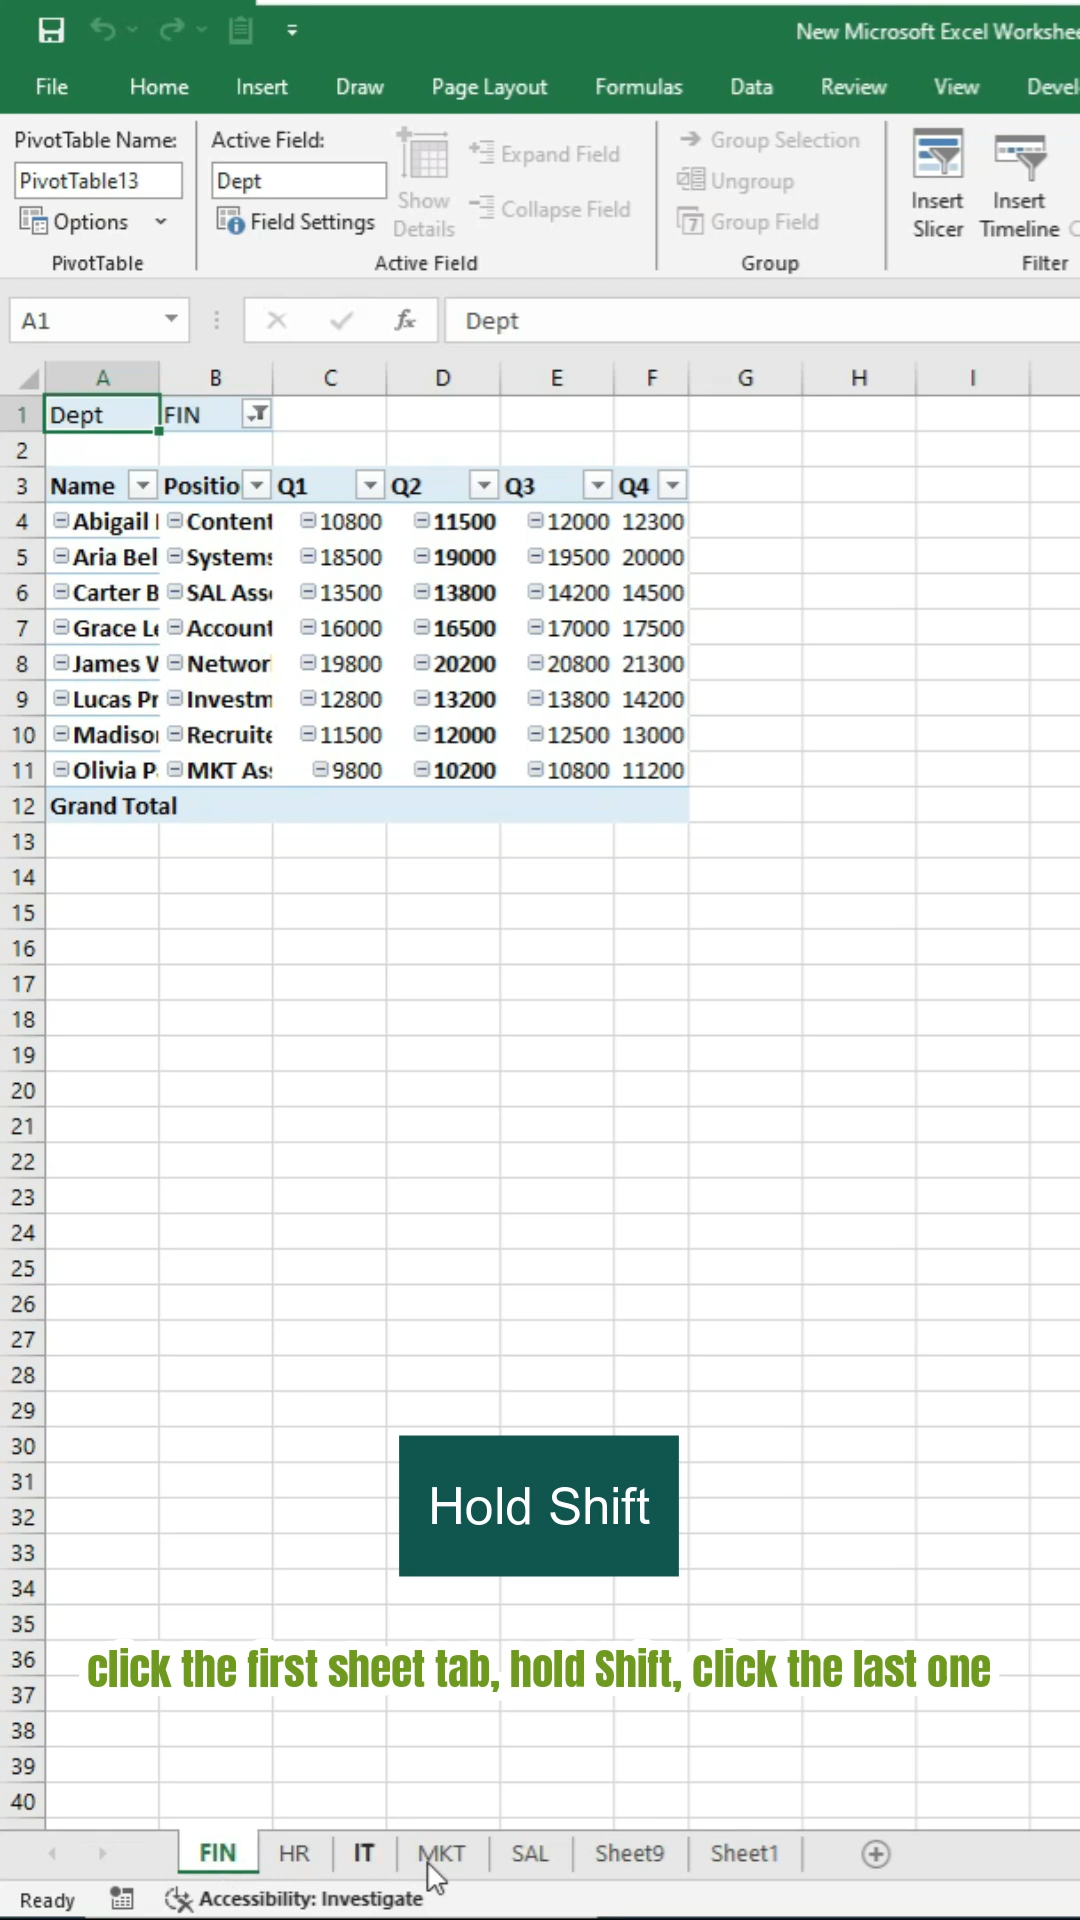 New Microsoft Excel Workshee
File Home Insert Draw Page Layout Formulas Data Review View Devel
PivotTable Name: Active Field:
PivotTable13 Dept
Options Field Settings
Show Details
Expand Field
Collapse Field
Group Selection
Ungroup
Group Field
Insert Slicer
Insert Timeline
PivotTable Active Field Group Filter
A1 fx Dept
A B C D E F G H I
1 Dept FIN
2
3 Name Positio Q1 Q2 Q3 Q4
4 Abigail Content 10800 11500 12000 12300
5 Aria Bel Systems 18500 19000 19500 20000
6 Carter B SAL Ass 13500 13800 14200 14500
7 Grace Le Account 16000 16500 17000 17500
8 James W Networ 19800 20200 20800 21300
9 Lucas Pr Investm 12800 13200 13800 14200
10 Madiso Recruite 11500 12000 12500 13000
11 Olivia P MKT As 9800 10200 10800 11200
12 Grand Total
13
14
15
16
17
18
19
20
21
22
23
24
25
26
27
28
29
30
31
Hold Shift
32
33
34
35
36
click the first sheet tab, hold Shift, click the last one
37
38
39
40
FIN HR IT MKT SAL Sheet9 Sheet1
Ready Accessibility: Investigate